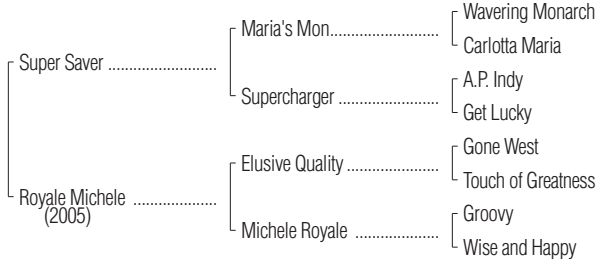 Wavering Monarch
Maria's Mon..............................
Carlotta Maria
Super Saver ..............................
A.P. Indy
Supercharger ............................
Get Lucky
Gone West
Elusive Quality .........................
Touch of Greatness
Royale Michele .......................
(2005)
Groovy
Michele Royale .......................
Wise and Happy